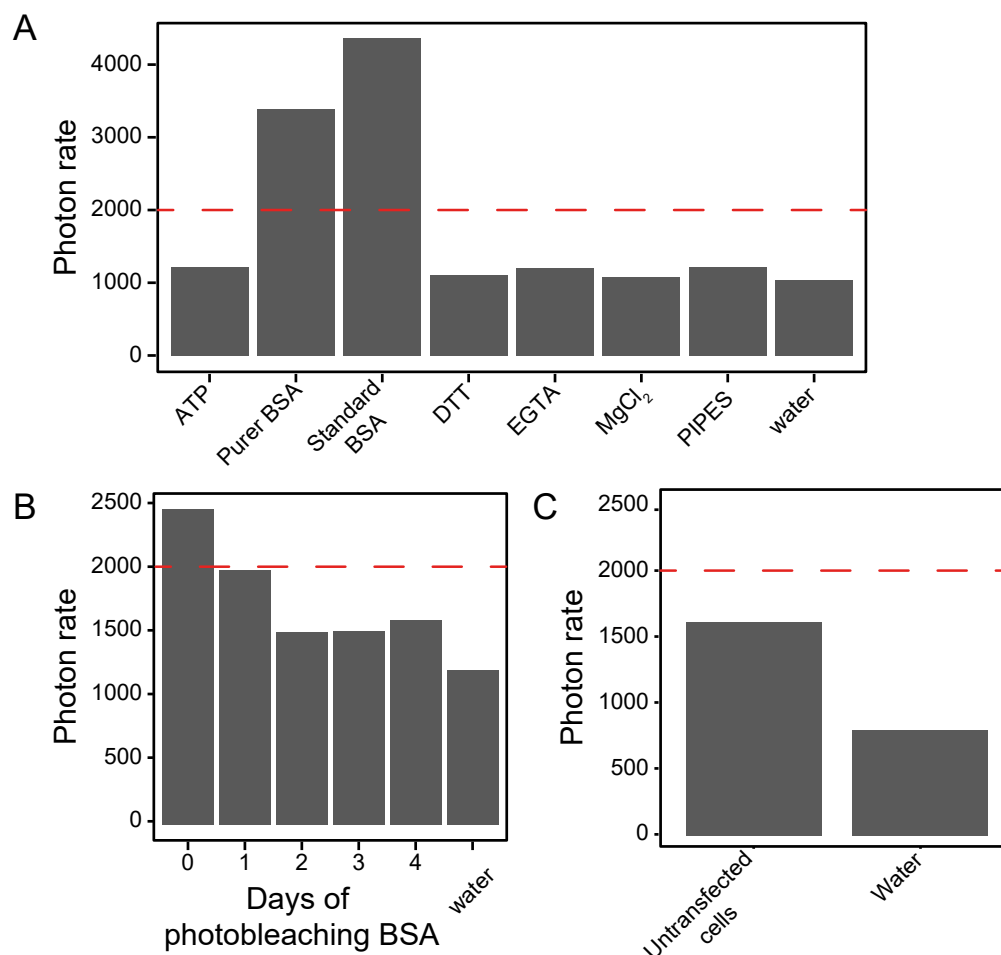 A
Photon rate
4000
3000
2000
1000
0
ATP
Purer BSA
Standard
BSA
DTT
EGTA
MgCl₂
PIPES
water
B
Photon rate
2500
2000
1500
1000
500
0
0
1
2
3
4
water
Days of
photobleaching BSA
C
Photon rate
2500
2000
1500
1000
500
0
Untransfected
cells
Water